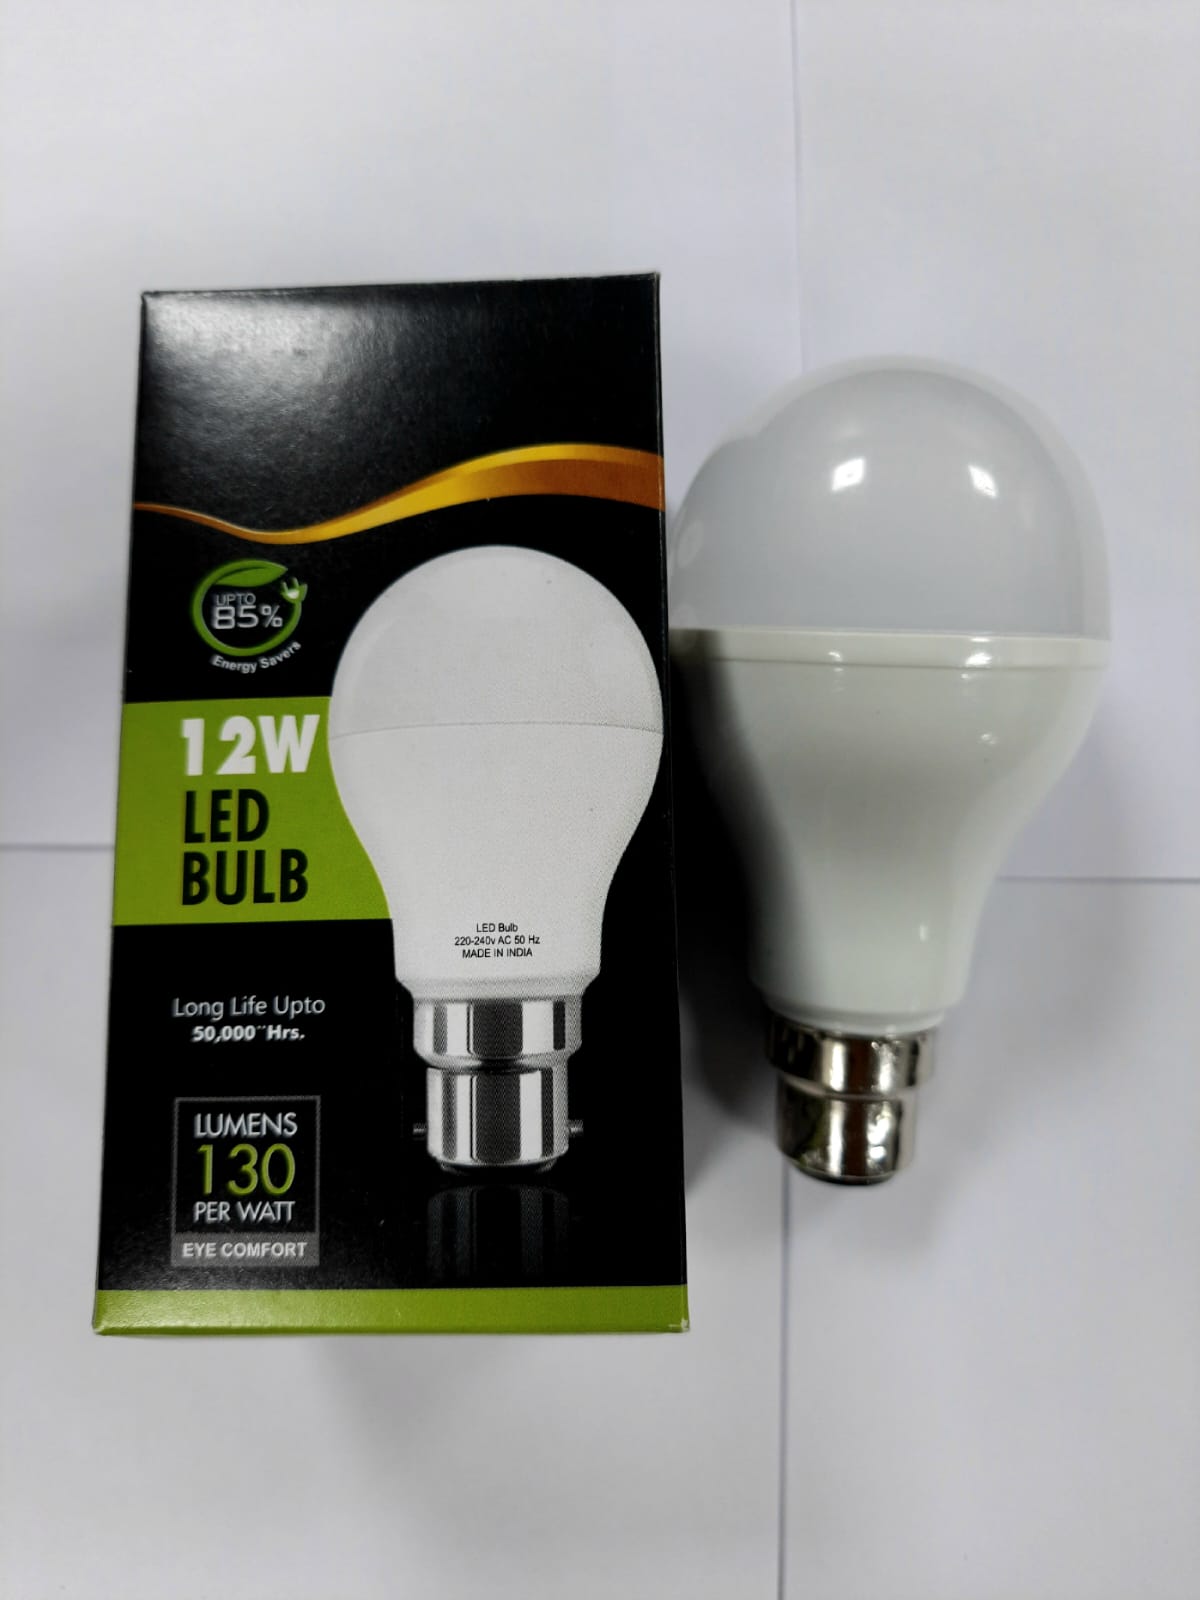 UPTO
85%
Energy Savers
12W
LED
BULB
LED Bulb
220-240v AC 50 Hz
MADE IN INDIA
Long Life Upto
50,000 Hrs.
LUMENS
130
PER WATT
EYE COMFORT